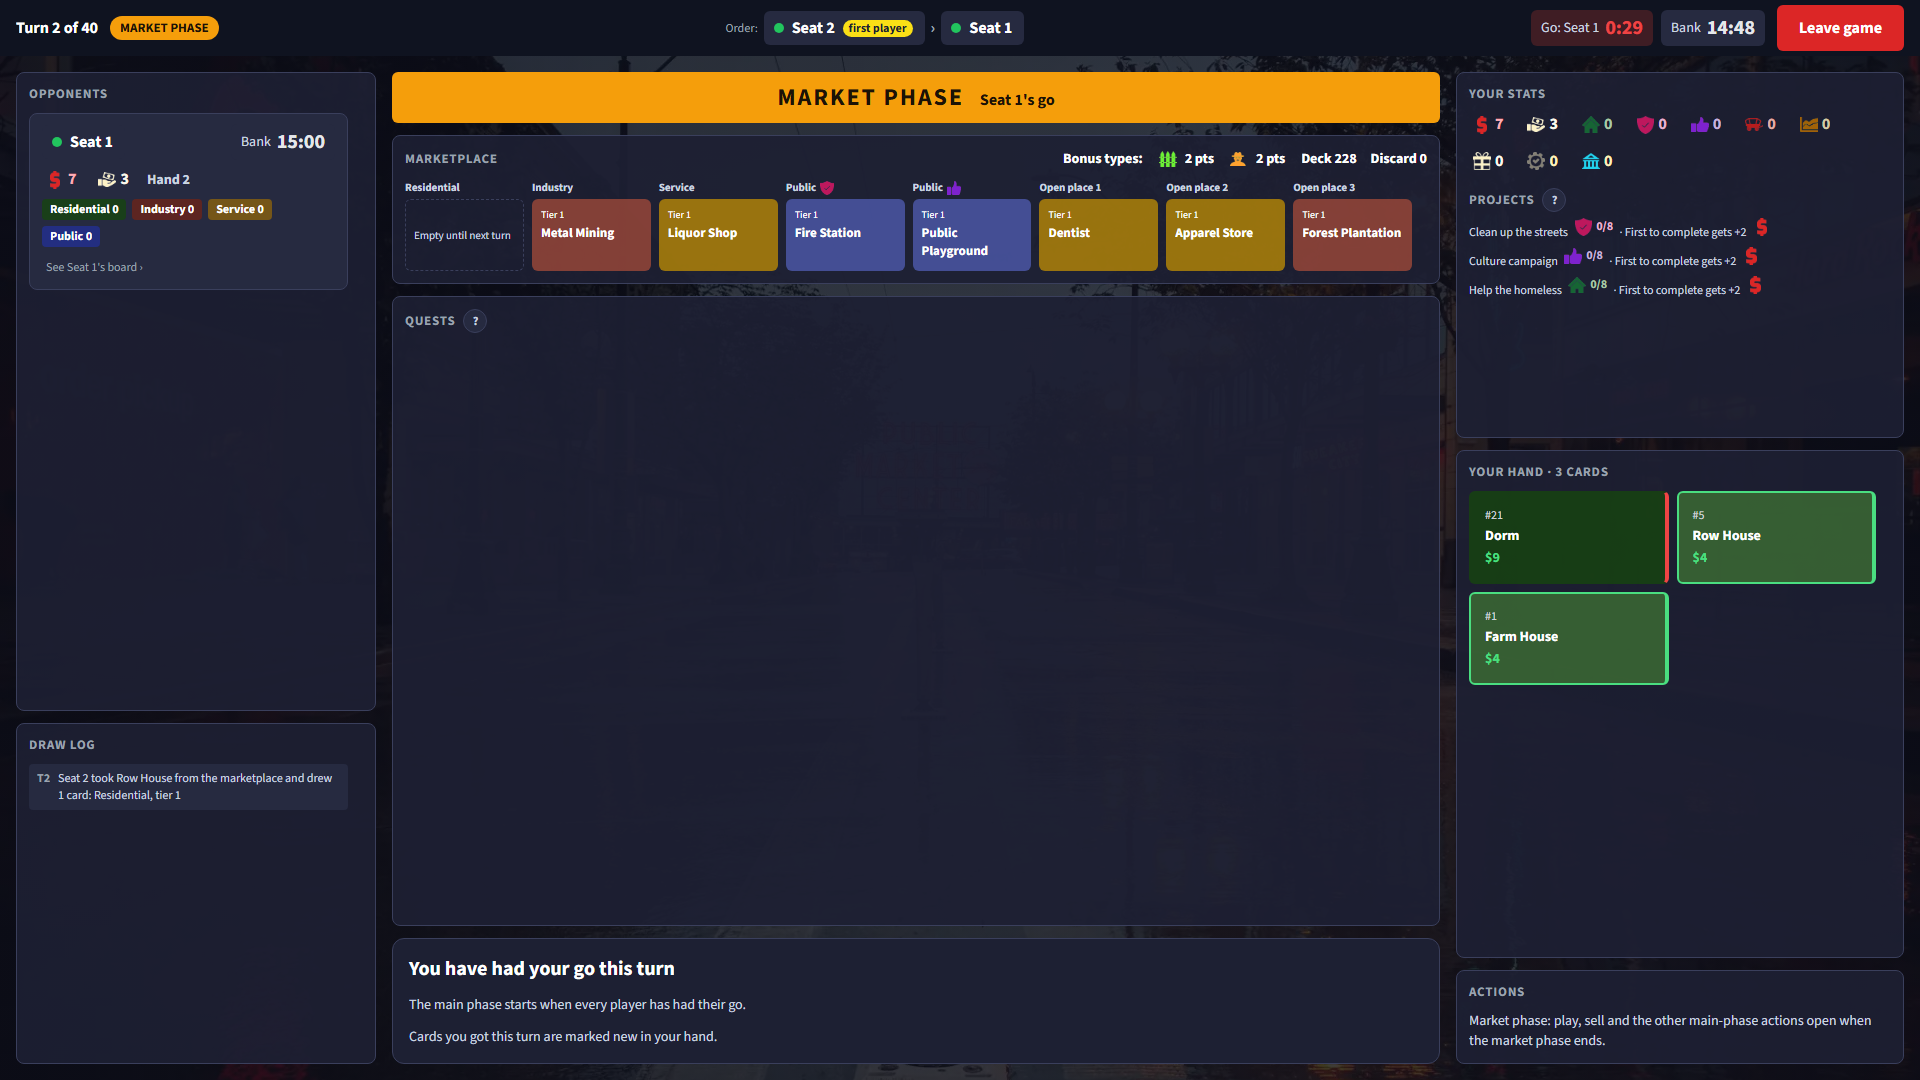 Turn 2 of 40
MARKET PHASE
Order:
Seat 2
first player
›
Seat 1
Go: Seat 1 0:29
Bank 14:48
Leave game
OPPONENTS
Seat 1
Bank 15:00
7
3
Hand 2
Residential 0
Industry 0
Service 0
Public 0
See Seat 1's board ›
DRAW LOG
T2 Seat 2 took Row House from the marketplace and drew
1 card: Residential, tier 1
MARKET PHASE Seat 1's go
MARKETPLACE
Bonus types:
2 pts
2 pts
Deck 228
Discard 0
Residential
Empty until next turn
Industry
Tier 1
Metal Mining
Service
Tier 1
Liquor Shop
Public
Tier 1
Fire Station
Public
Tier 1
Public
Playground
Open place 1
Tier 1
Dentist
Open place 2
Tier 1
Apparel Store
Open place 3
Tier 1
Forest Plantation
QUESTS ?
You have had your go this turn
The main phase starts when every player has had their go.
Cards you got this turn are marked new in your hand.
YOUR STATS
7
3
0
0
0
0
0
0
0
0
PROJECTS ?
Clean up the streets 0/8 · First to complete gets +2
Culture campaign 0/8 · First to complete gets +2
Help the homeless 0/8 · First to complete gets +2
YOUR HAND · 3 CARDS
#21
Dorm
$9
#5
Row House
$4
#1
Farm House
$4
ACTIONS
Market phase: play, sell and the other main-phase actions open when
the market phase ends.